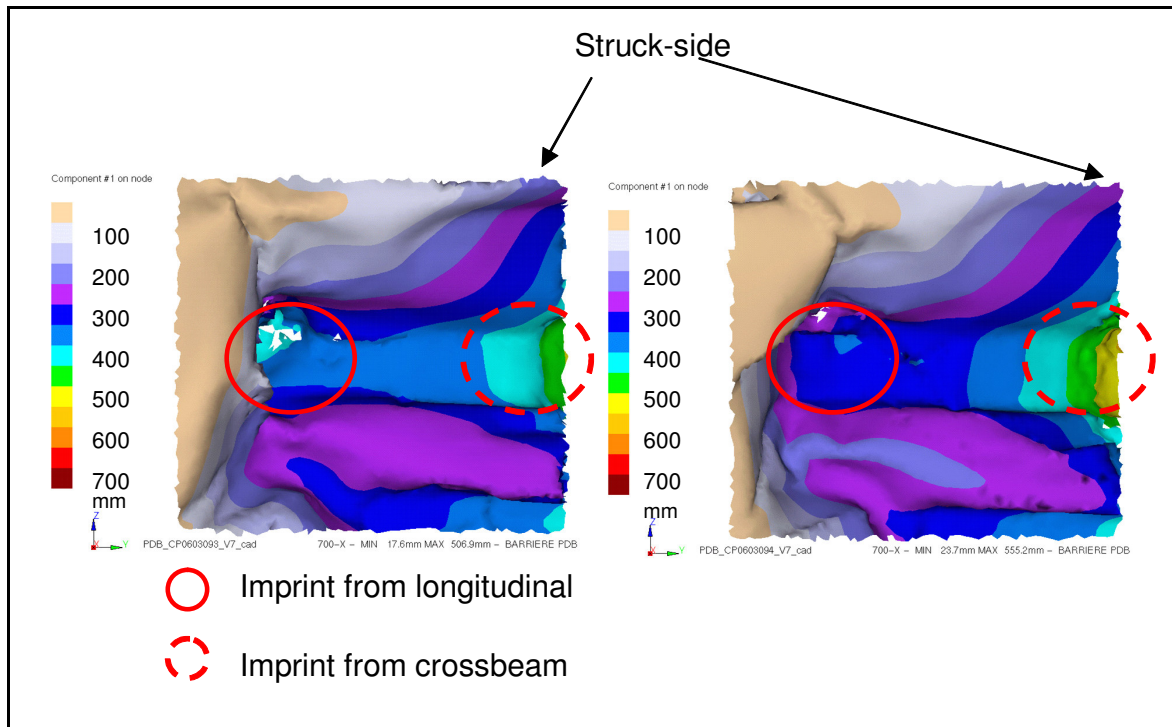 Struck-side
Component #1 on node
100
200
300
400
500
600
700
mm
Z
X
Y
PDB_CP0603093_V7_cad
700-X - MIN 17.6mm MAX 506.9mm - BARRIERE PDB
Component #1 on node
100
200
300
400
500
600
700
mm
Z
X
Y
PDB_CP0603094_V7_cad
700-X - MIN 23.7mm MAX 555.2mm - BARRIERE PDB
Imprint from longitudinal
Imprint from crossbeam